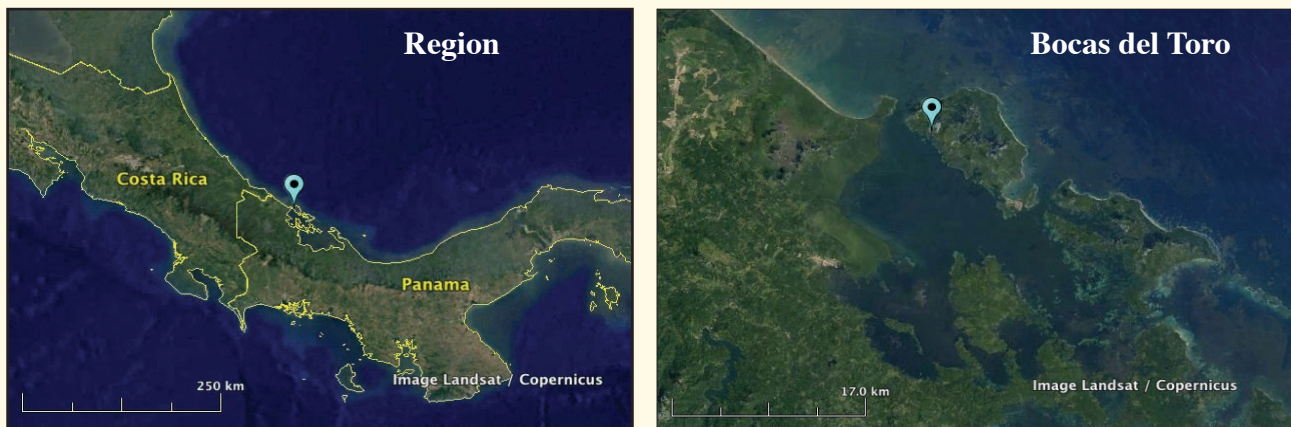 Region
Costa Rica
Panama
Image Landsat / Copernicus
250 km
Bocas del Toro
Image Landsat / Copernicus
17.0 km